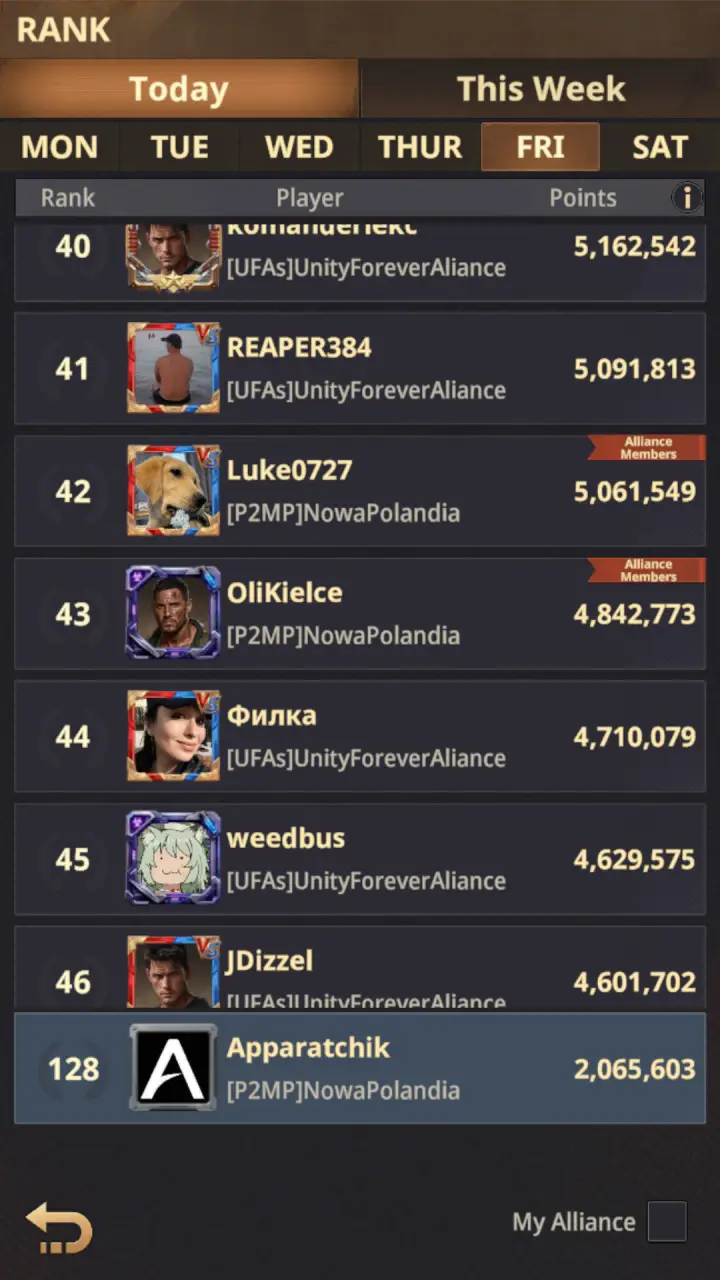 RANK
Today
This Week
MON
TUE
WED
THUR
FRI
SAT
Rank
Player
Points
40
5,162,542
[UFAs]UnityForeverAliance
41
REAPER384
[UFAs]UnityForeverAliance
5,091,813
Alliance
Members
42
Luke0727
[P2MP]NowaPolandia
5,061,549
Alliance
Members
43
OliKielce
[P2MP]NowaPolandia
4,842,773
44
Филка
[UFAs]UnityForeverAliance
4,710,079
45
weedbus
[UFAs]UnityForeverAliance
4,629,575
46
JDizzel
[UFAs]UnityForeverAliance
4,601,702
128
Apparatchik
[P2MP]NowaPolandia
2,065,603
My Alliance